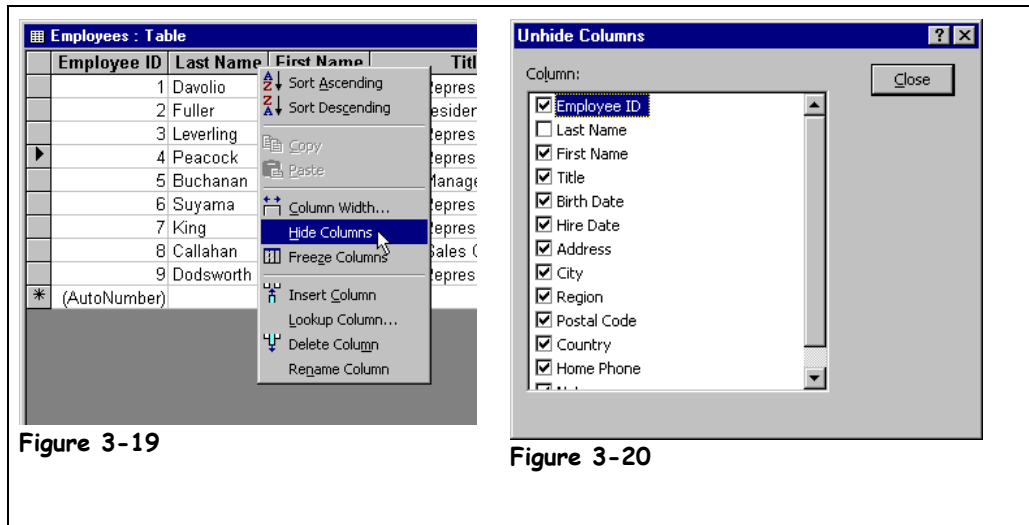 Employees : Table
Employee ID Last Name First Name
1 Davolio
2 Fuller
3 Leverling
4 Peacock
5 Buchanan
6 Suyama
7 King
8 Callahan
9 Dodsworth
(AutoNumber)
Sort Ascending
Sort Descending
Copy
Paste
Column Width...
Hide Columns
Freeze Columns
Insert Column
Lookup Column...
Delete Column
Rename Column
Figure 3-19
Unhide Columns
Column:
Close
Employee ID
Last Name
First Name
Title
Birth Date
Hire Date
Address
City
Region
Postal Code
Country
Home Phone
Figure 3-20